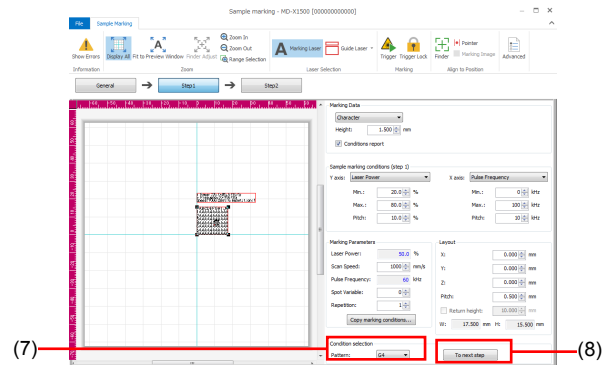 Sample marking - MD-X1500 [000000000000]
File Sample Marking
Zoom In
Zoom Out
Range Selection
Show Errors Display All Fit to Preview Window Finder Adjust
Marking Laser Guide Laser
Trigger Trigger Lock Finder
Pointer
Marking Image
Advanced
Information Zoom Laser Selection Marking Align to Position
General Step1 Step2
Marking Data
Character
Height: 1.500 mm
Conditions report
Sample marking conditions (step 1)
Y axis: Laser Power X axis: Pulse Frequency
Min.: 20.0 % Min.: 0 kHz
Max.: 80.0 % Max.: 100 kHz
Pitch: 10.0 % Pitch: 10 kHz
Marking Parameters Layout
Laser Power: 50.0 % X: 0.000 mm
Scan Speed: 1000 mm/s Y: 0.000 mm
Pulse Frequency: 60 kHz Z: 0.000 mm
Spot Variable: 0 Pitch: 0.500 mm
Repetition: 1 Return height: 10.000 mm
Copy marking conditions... W: 17.500 mm H: 15.500 mm
Condition selection
Pattern: G4 To next step
(7) (8)